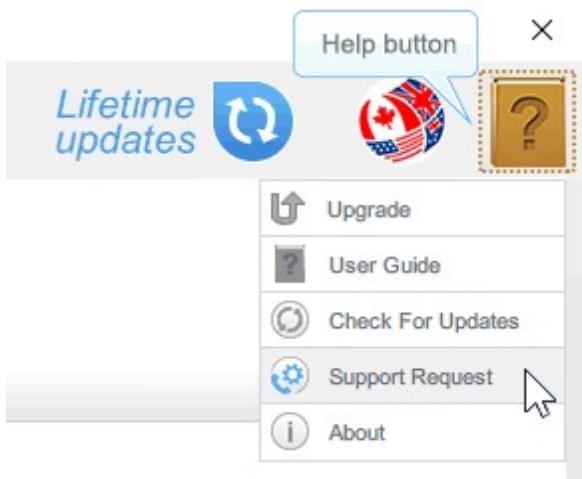 Help button
Lifetime
updates
?
Upgrade
?
User Guide
Check For Updates
Support Request
i
About